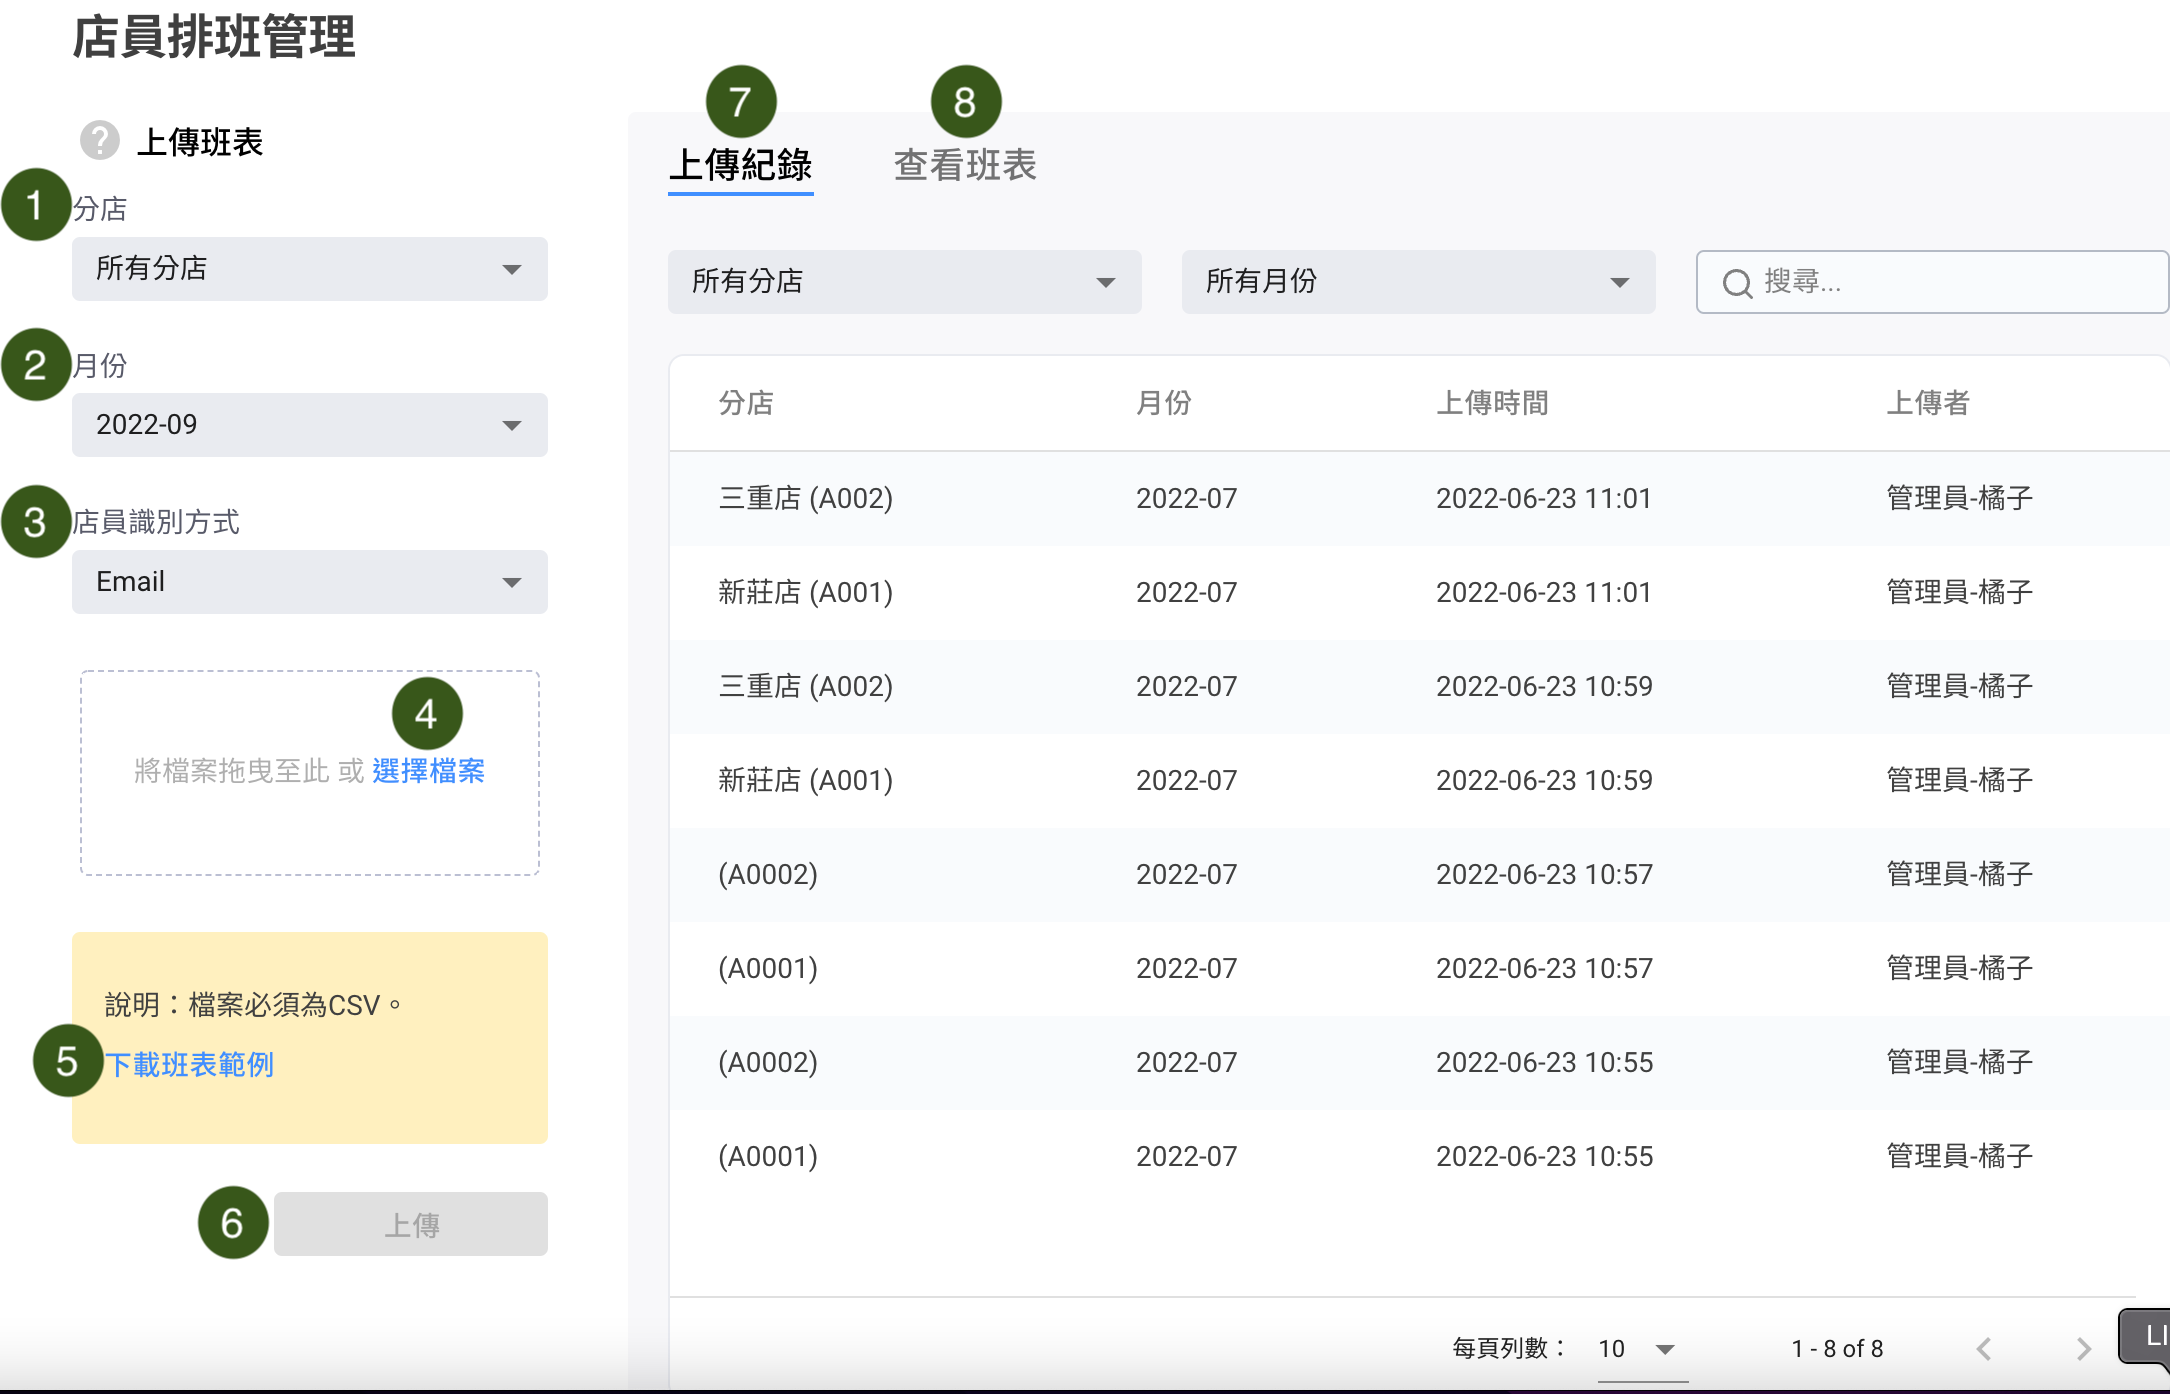 店員排班管理
上傳班表
1 分店
所有分店
2 月份
2022-09
3 店員識別方式
Email
4
將檔案拖曳至此 或 選擇檔案
說明：檔案必須為CSV。
5 下載班表範例
6 上傳
7 8
上傳紀錄 查看班表
所有分店 所有月份 搜尋...
分店 月份 上傳時間 上傳者
三重店 (A002) 2022-07 2022-06-23 11:01 管理員-橘子
新莊店 (A001) 2022-07 2022-06-23 11:01 管理員-橘子
三重店 (A002) 2022-07 2022-06-23 10:59 管理員-橘子
新莊店 (A001) 2022-07 2022-06-23 10:59 管理員-橘子
(A0002) 2022-07 2022-06-23 10:57 管理員-橘子
(A0001) 2022-07 2022-06-23 10:57 管理員-橘子
(A0002) 2022-07 2022-06-23 10:55 管理員-橘子
(A0001) 2022-07 2022-06-23 10:55 管理員-橘子
每頁列數： 10 1 - 8 of 8